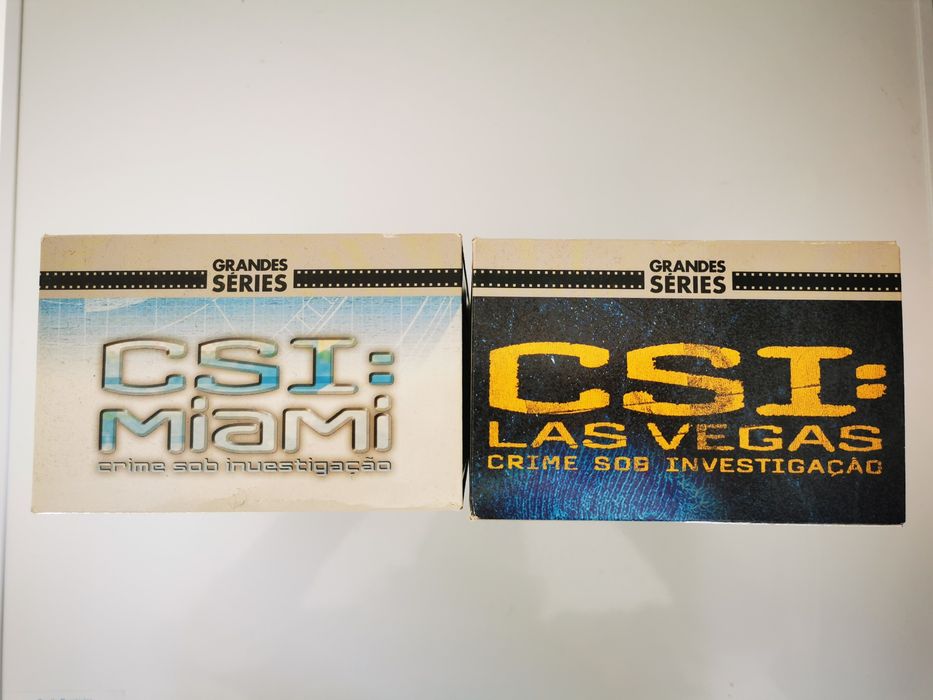 GRANDES
SÉRIES
CSI:
MiaMi
crime sob investigação
GRANDES
SÉRIES
CSI:
LAS VEGAS
CRIME SOB INVESTIGAÇÃO